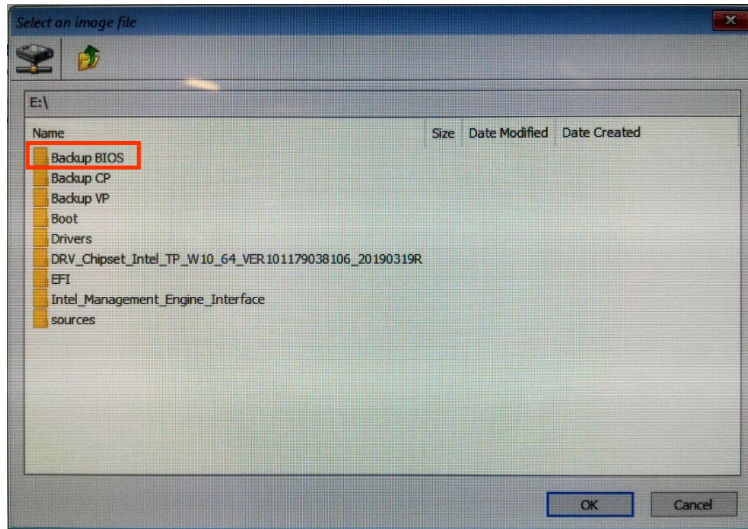 Select an image file
E:\
Name Size Date Modified Date Created
Backup BIOS
Backup CP
Backup VP
Boot
Drivers
DRV_Chipset_Intel_TP_W10_64_VER101179038106_20190319R
EFI
Intel_Management_Engine_Interface
sources
OK Cancel